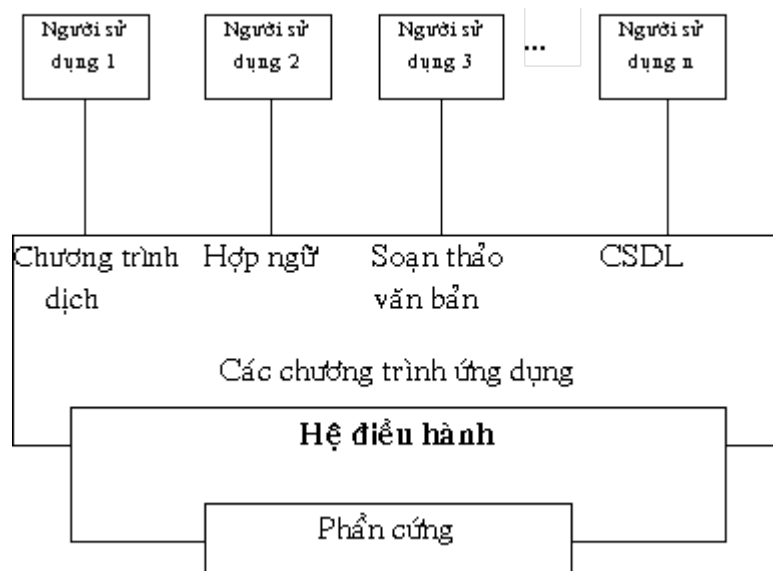 Người sử
dụng 1
Người sử
dụng 2
Người sử
dụng 3
...
Người sử
dụng n
Chương trình
dịch
Hợp ngữ
Soạn thảo
văn bản
CSDL
Các chương trình ứng dụng
Hệ điều hành
Phần cứng